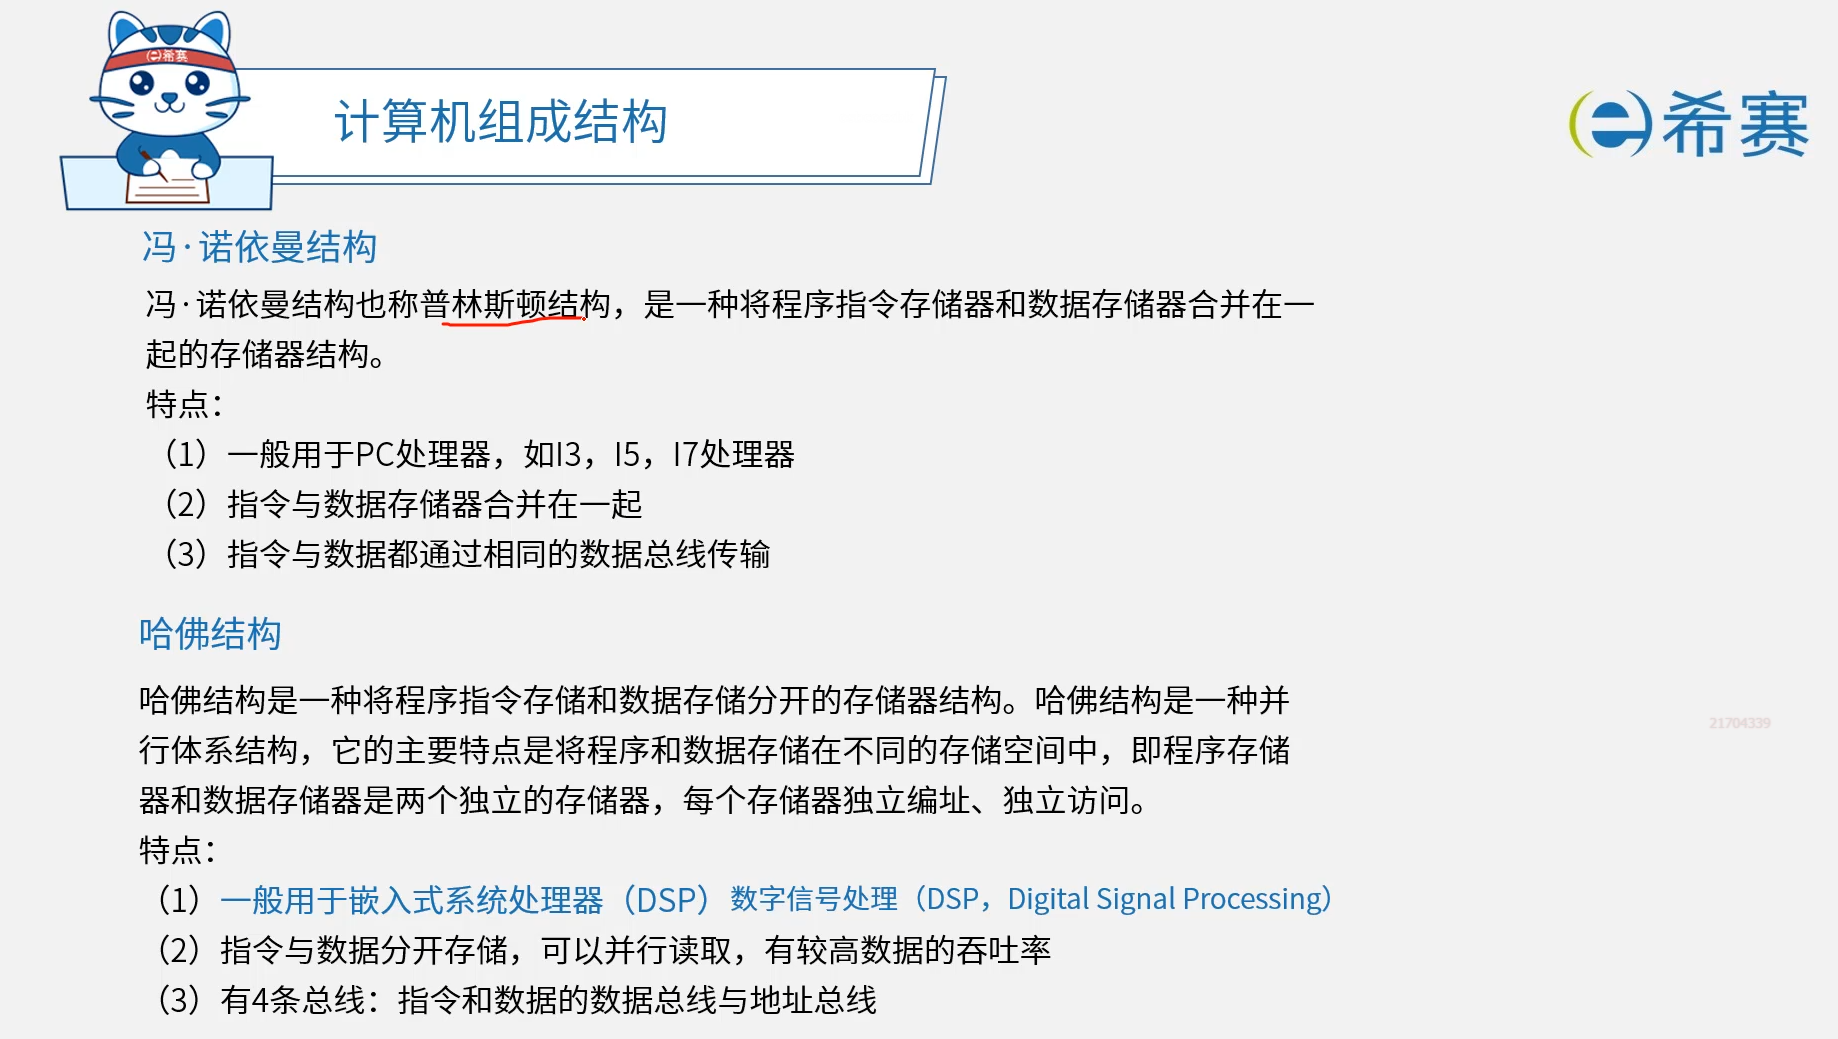 希赛
计算机组成结构
希赛
冯·诺依曼结构
冯·诺依曼结构也称普林斯顿结构，是一种将程序指令存储器和数据存储器合并在一
起的存储器结构。
特点：
（1）一般用于PC处理器，如I3，I5，I7处理器
（2）指令与数据存储器合并在一起
（3）指令与数据都通过相同的数据总线传输
哈佛结构
哈佛结构是一种将程序指令存储和数据存储分开的存储器结构。哈佛结构是一种并
行体系结构，它的主要特点是将程序和数据存储在不同的存储空间中，即程序存储
器和数据存储器是两个独立的存储器，每个存储器独立编址、独立访问。
特点：
（1）一般用于嵌入式系统处理器（DSP）数字信号处理（DSP，Digital Signal Processing）
（2）指令与数据分开存储，可以并行读取，有较高数据的吞吐率
（3）有4条总线：指令和数据的数据总线与地址总线
21704339